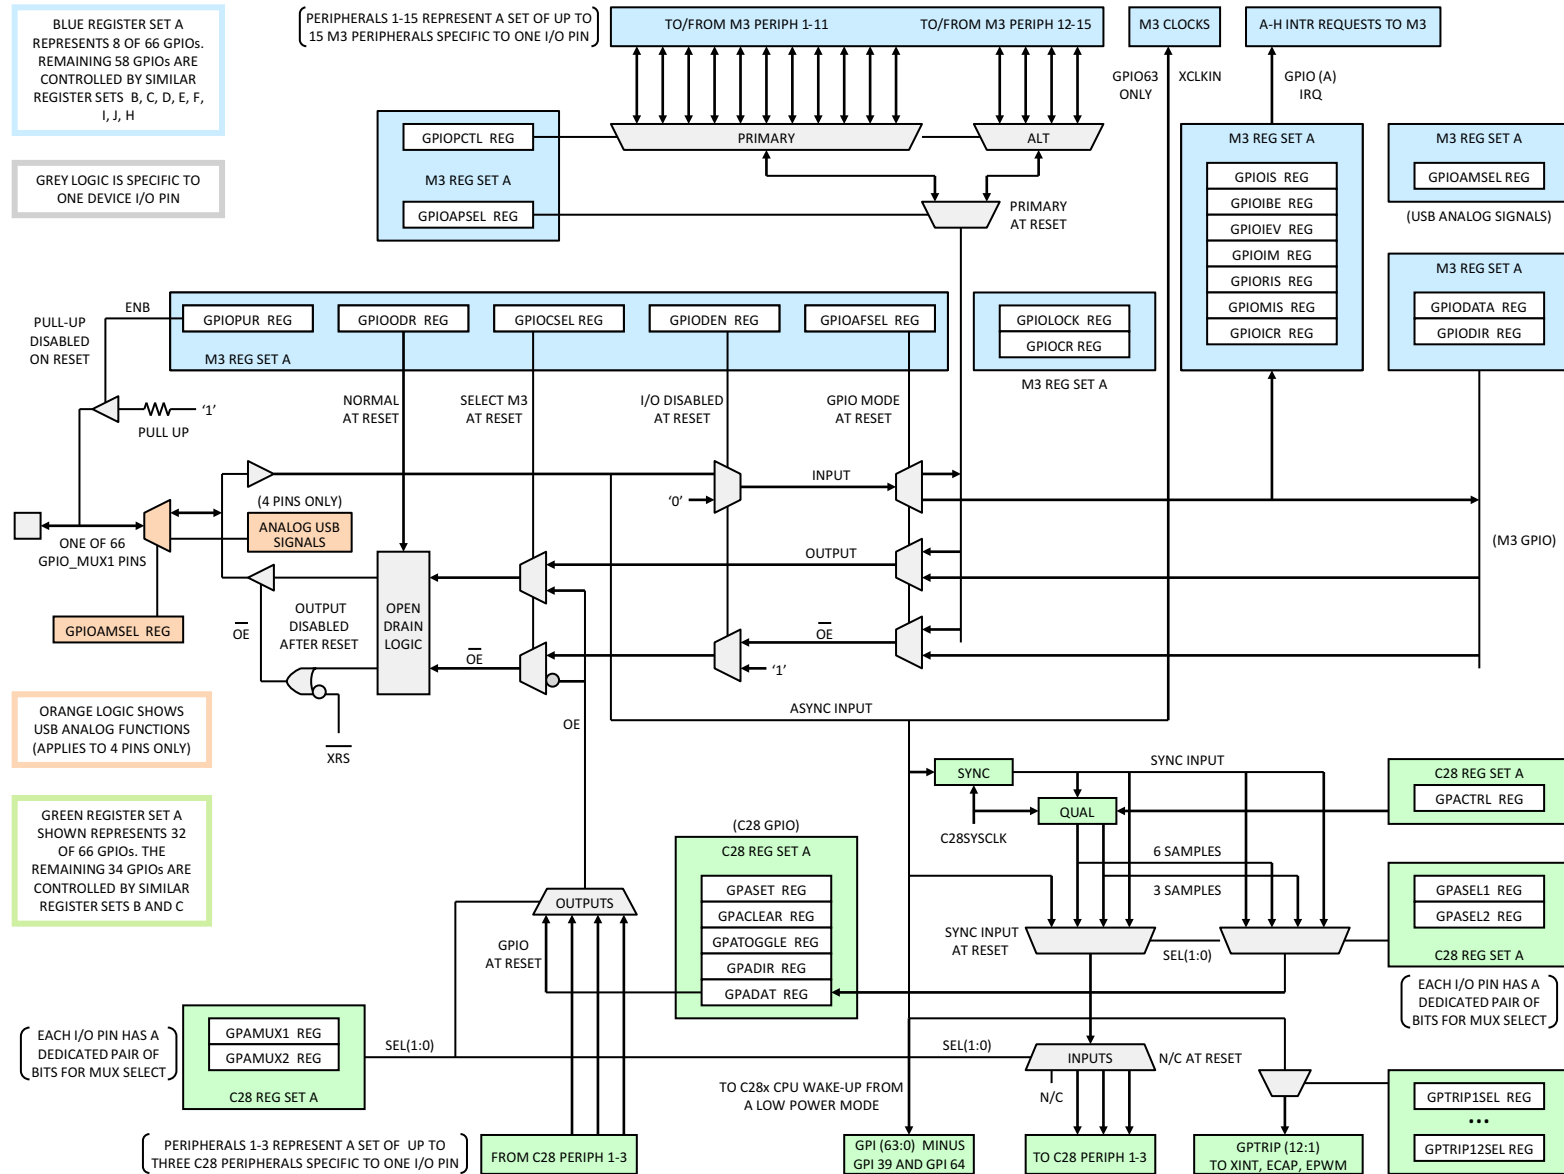 BLUE REGISTER SET A
REPRESENTS 8 OF 66 GPIOs.
REMAINING 58 GPIOs ARE
CONTROLLED BY SIMILAR
REGISTER SETS B, C, D, E, F,
I, J, H
GREY LOGIC IS SPECIFIC TO
ONE DEVICE I/O PIN
PERIPHERALS 1-15 REPRESENT A SET OF UP TO
15 M3 PERIPHERALS SPECIFIC TO ONE I/O PIN
TO/FROM M3 PERIPH 1-11
TO/FROM M3 PERIPH 12-15
M3 CLOCKS
A-H INTR REQUESTS TO M3
GPIO63
ONLY
XCLKIN
GPIO (A)
IRQ
GPIOPCTL REG
M3 REG SET A
GPIOAPSEL REG
PRIMARY
ALT
PRIMARY
AT RESET
M3 REG SET A
GPIOIS REG
GPIOIBE REG
GPIOIEV REG
GPIOIM REG
GPIORIS REG
GPIOMIS REG
GPIOICR REG
M3 REG SET A
GPIOAMSEL REG
(USB ANALOG SIGNALS)
M3 REG SET A
GPIODATA REG
GPIODIR REG
ENB
PULL-UP
DISABLED
ON RESET
GPIOPUR REG
GPIOODR REG
GPIOCSEL REG
GPIODEN REG
GPIOAFSEL REG
M3 REG SET A
GPIOLOCK REG
GPIOCR REG
M3 REG SET A
'1'
PULL UP
NORMAL
AT RESET
SELECT M3
AT RESET
I/O DISABLED
AT RESET
GPIO MODE
AT RESET
INPUT
'0'
(4 PINS ONLY)
ANALOG USB
SIGNALS
ONE OF 66
GPIO_MUX1 PINS
OUTPUT
(M3 GPIO)
GPIOAMSEL REG
OE
OUTPUT
DISABLED
AFTER RESET
OPEN
DRAIN
LOGIC
OE
OE
'1'
OE
ASYNC INPUT
XRS
ORANGE LOGIC SHOWS
USB ANALOG FUNCTIONS
(APPLIES TO 4 PINS ONLY)
GREEN REGISTER SET A
SHOWN REPRESENTS 32
OF 66 GPIOs. THE
REMAINING 34 GPIOs ARE
CONTROLLED BY SIMILAR
REGISTER SETS B AND C
SYNC
SYNC INPUT
QUAL
C28SYSCLK
C28 REG SET A
GPACTRL REG
(C28 GPIO)
C28 REG SET A
GPASET REG
GPACLEAR REG
GPATOGGLE REG
GPADIR REG
GPADAT REG
6 SAMPLES
3 SAMPLES
GPASEL1 REG
GPASEL2 REG
C28 REG SET A
OUTPUTS
GPIO
AT RESET
SYNC INPUT
AT RESET
SEL(1:0)
EACH I/O PIN HAS A
DEDICATED PAIR OF
BITS FOR MUX SELECT
EACH I/O PIN HAS A
DEDICATED PAIR OF
BITS FOR MUX SELECT
GPAMUX1 REG
GPAMUX2 REG
C28 REG SET A
SEL(1:0)
SEL(1:0)
INPUTS
N/C AT RESET
N/C
TO C28x CPU WAKE-UP FROM
A LOW POWER MODE
GPTRIP1SEL REG
...
GPTRIP12SEL REG
PERIPHERALS 1-3 REPRESENT A SET OF UP TO
THREE C28 PERIPHERALS SPECIFIC TO ONE I/O PIN
FROM C28 PERIPH 1-3
GPI (63:0) MINUS
GPI 39 AND GPI 64
TO C28 PERIPH 1-3
GPTRIP (12:1)
TO XINT, ECAP, EPWM